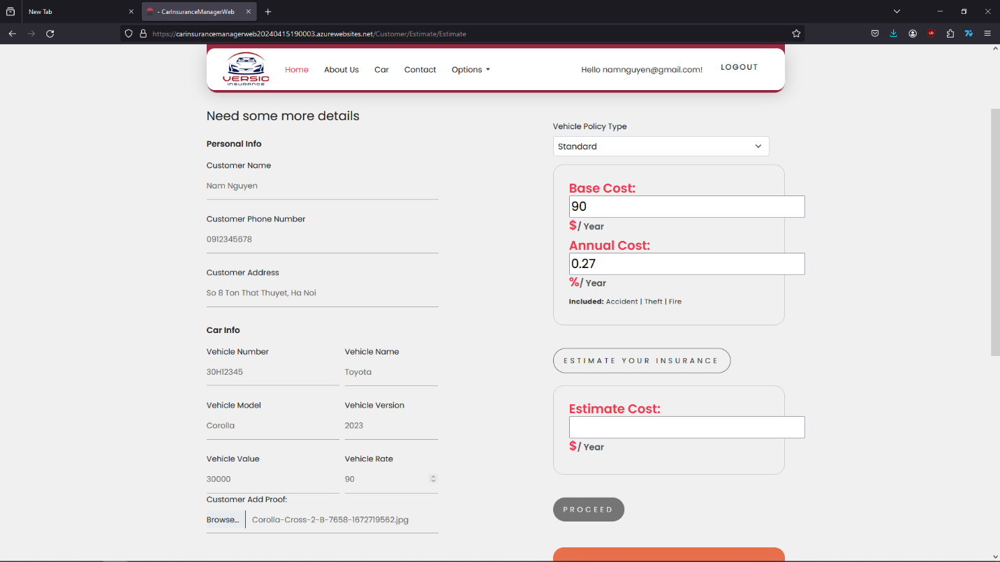 New Tab
- CarInsuranceManagerWeb
https://carinsurancemanagerweb20240415190003.azurewebsites.net/Customer/Estimate/Estimate
VERSIC
INSURANCE
Home
About Us
Car
Contact
Options
Hello namnguyen@gmail.com!
LOGOUT
Need some more details
Personal Info
Customer Name
Nam Nguyen
Customer Phone Number
0912345678
Customer Address
So 8 Ton That Thuyet, Ha Noi
Car Info
Vehicle Number
Vehicle Name
30H12345
Toyota
Vehicle Model
Vehicle Version
Corolla
2023
Vehicle Value
Vehicle Rate
30000
90
Customer Add Proof:
Browse...
Corolla-Cross-2-B-7658-1672719562.jpg
Vehicle Policy Type
Standard
Base Cost:
90
$/ Year
Annual Cost:
0.27
%/ Year
Included: Accident | Theft | Fire
ESTIMATE YOUR INSURANCE
Estimate Cost:
$/ Year
PROCEED